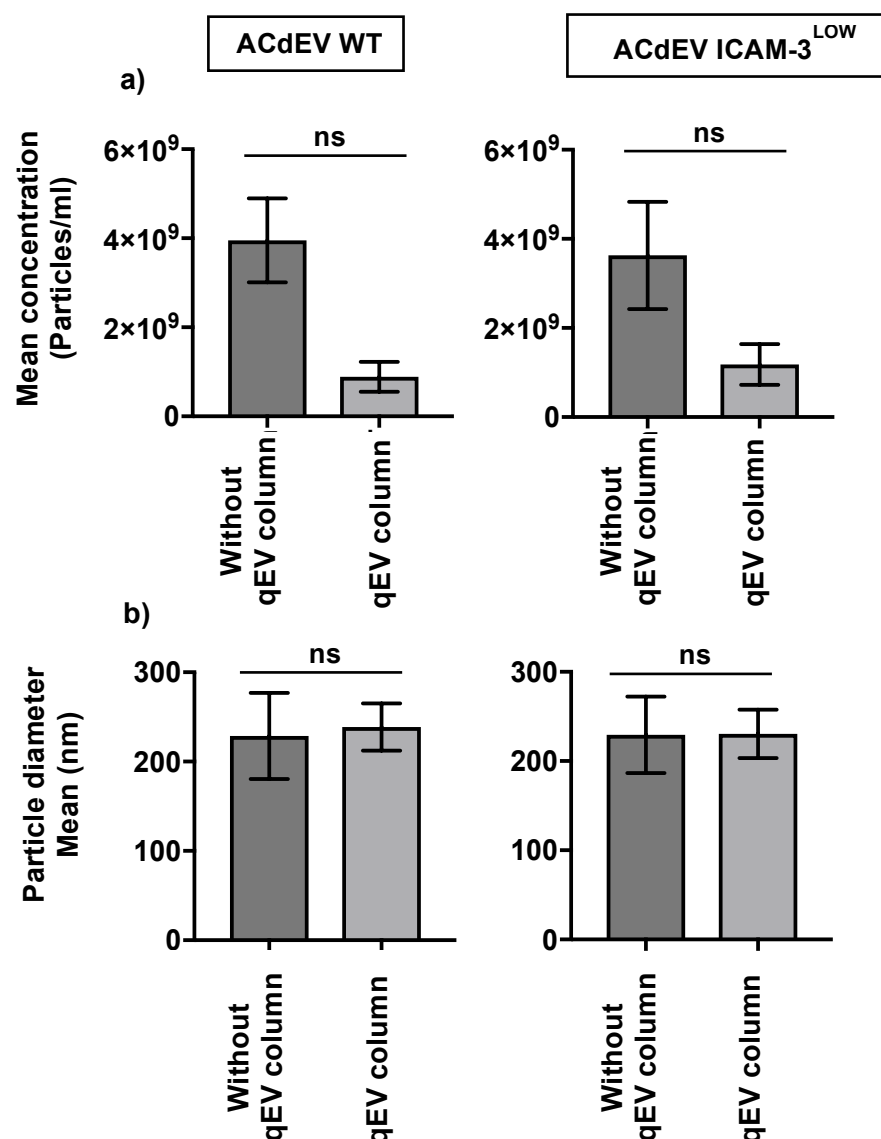 ACdEV WT
ACdEV ICAM-3^LOW
a)
Mean concentration
(Particles/ml)
6×10⁹
4×10⁹
2×10⁹
0
ns
Without
qEV column
qEV column
6×10⁹
4×10⁹
2×10⁹
0
ns
Without
qEV column
qEV column
b)
Particle diameter
Mean (nm)
300
200
100
0
ns
Without
qEV column
qEV column
300
200
100
0
ns
Without
qEV column
qEV column